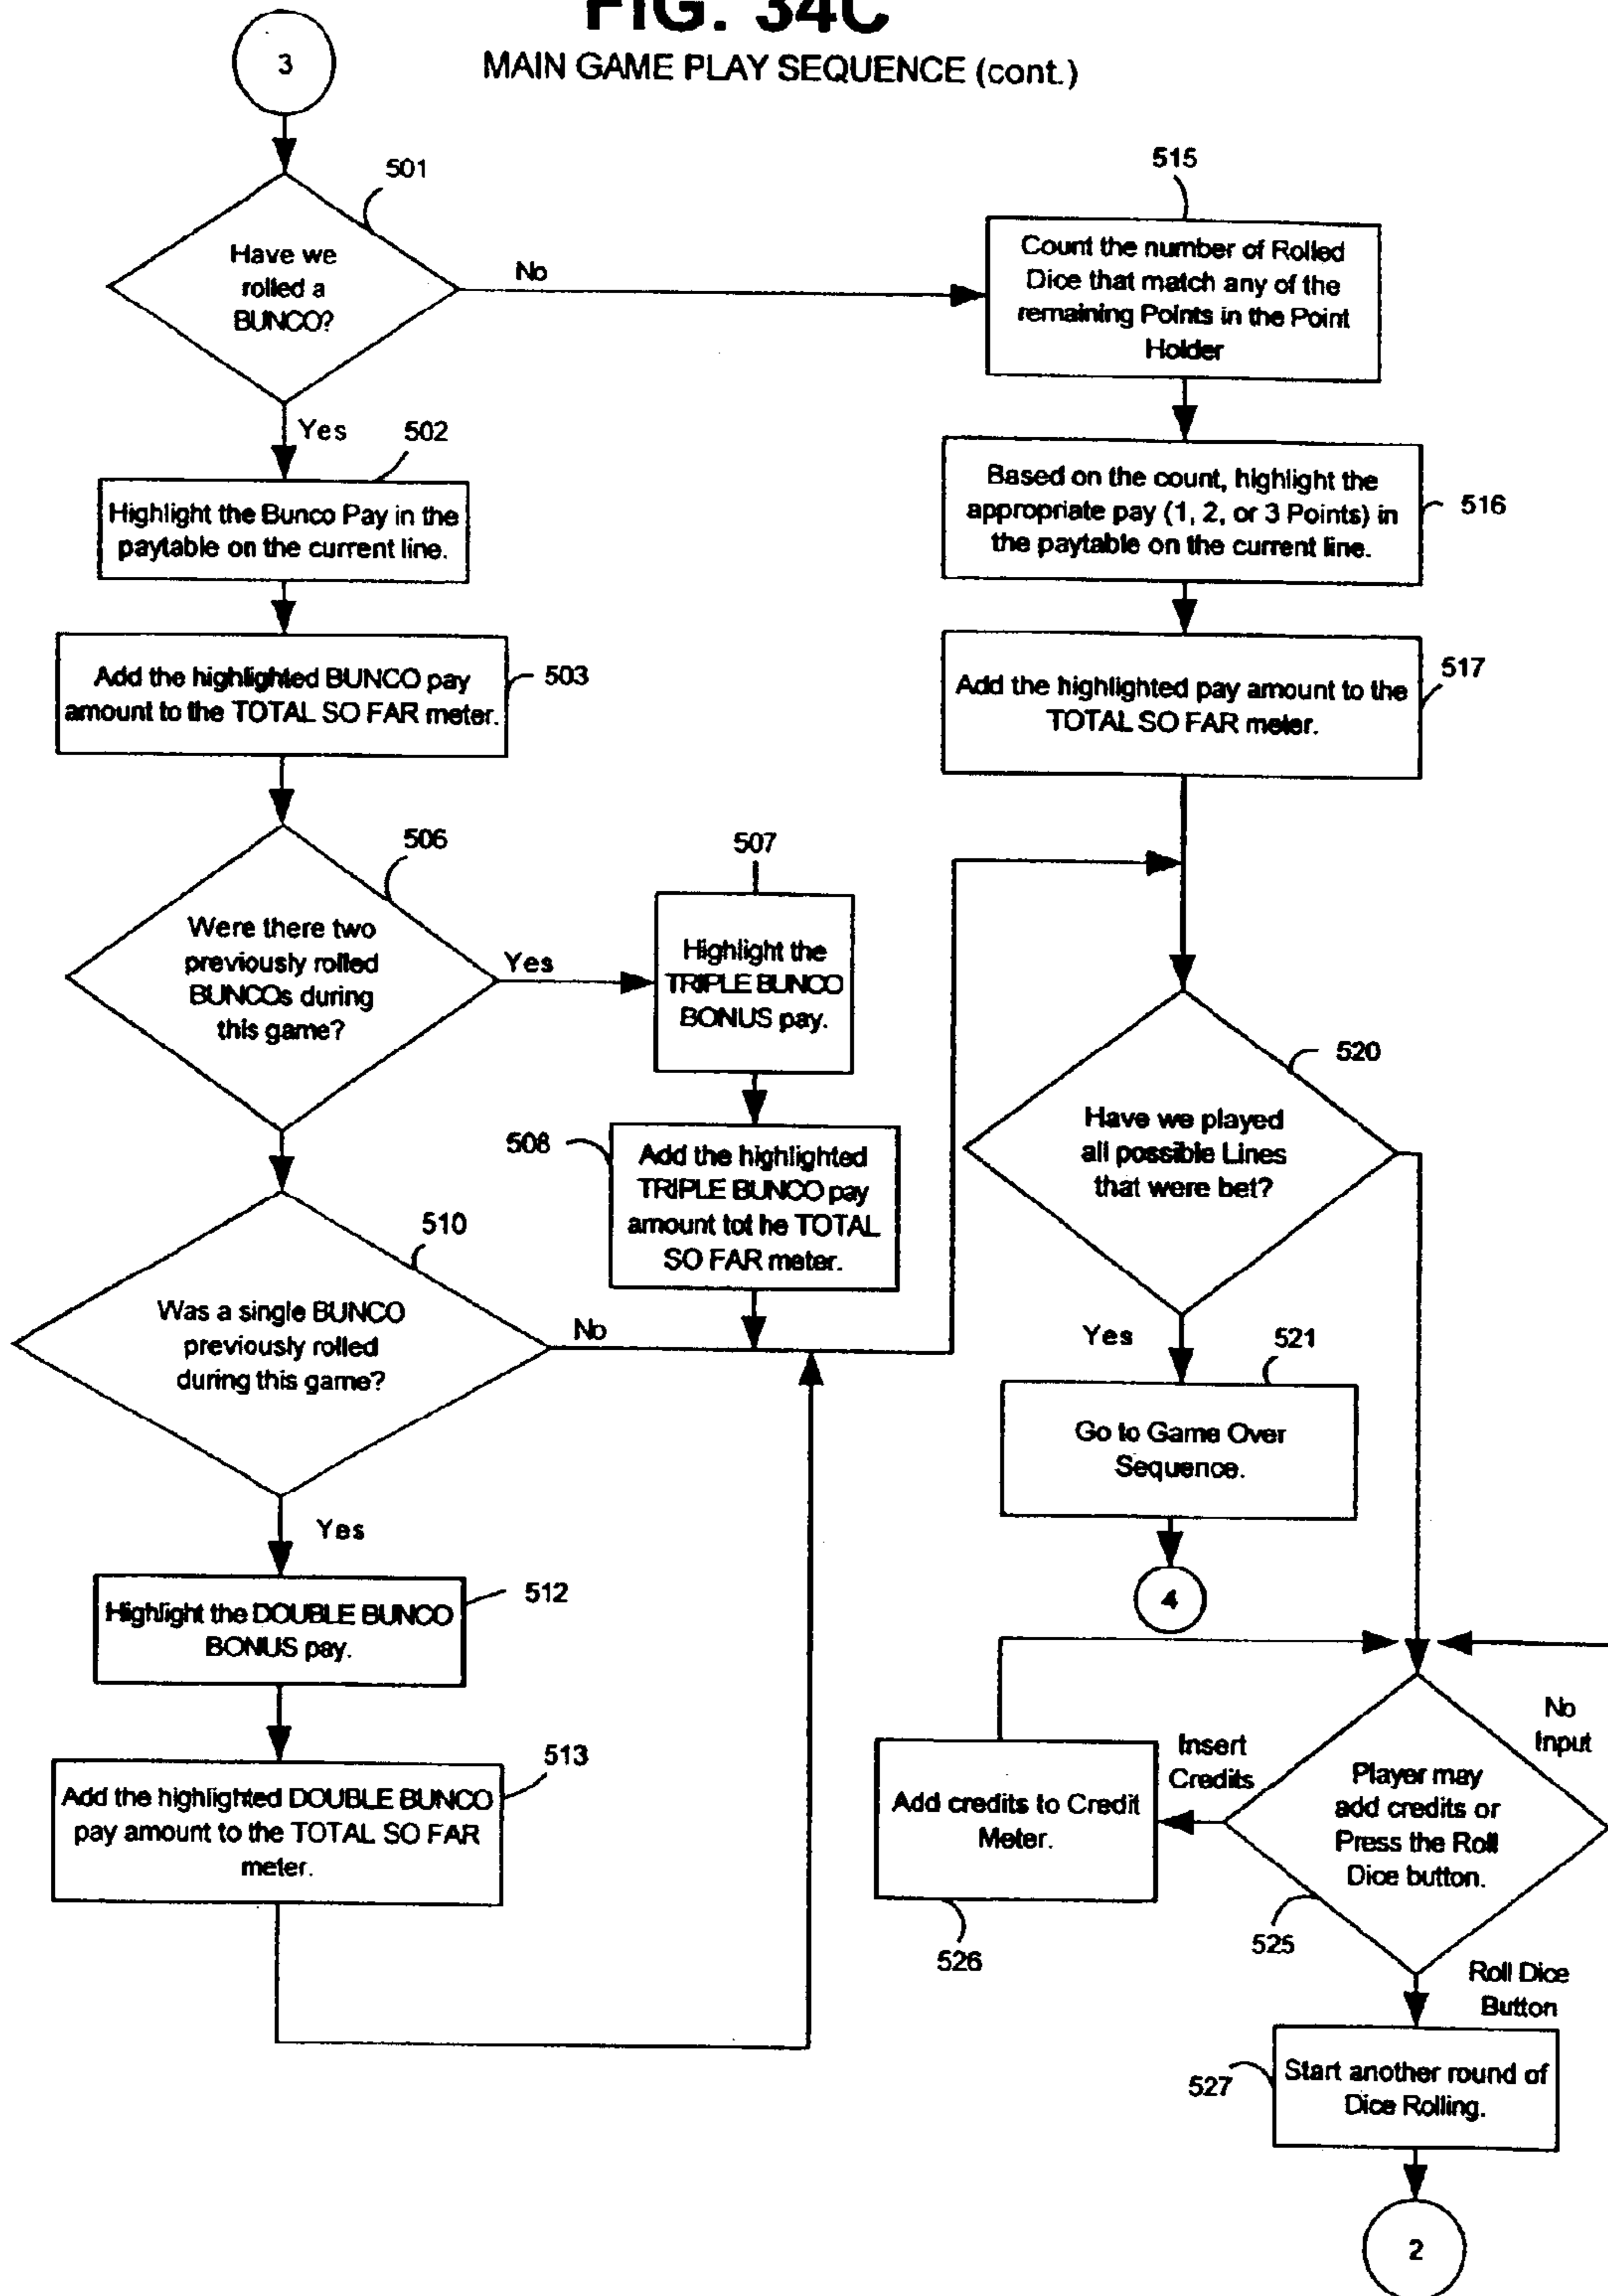 FIG. 34C
MAIN GAME PLAY SEQUENCE (cont.)
3
501
Have we
rolled a
BUNCO?
No
Yes
502
Highlight the Bunco Pay in the
paytable on the current line.
503
Add the highlighted BUNCO pay
amount to the TOTAL SO FAR meter.
506
Were there two
previously rolled
BUNCOs during
this game?
Yes
507
Highlight the
TRIPLE BUNCO
BONUS pay.
508
Add the highlighted
TRIPLE BUNCO pay
amount tot he TOTAL
SO FAR meter.
510
Was a single BUNCO
previously rolled
during this game?
No
Yes
512
Highlight the DOUBLE BUNCO
BONUS pay.
513
Add the highlighted DOUBLE BUNCO
pay amount to the TOTAL SO FAR
meter.
515
Count the number of Rolled
Dice that match any of the
remaining Points in the Point
Holder
516
Based on the count, highlight the
appropriate pay (1, 2, or 3 Points) in
the paytable on the current line.
517
Add the highlighted pay amount to the
TOTAL SO FAR meter.
520
Have we played
all possible Lines
that were bet?
Yes
521
Go to Game Over
Sequence.
4
No
Input
Insert
Credits
Player may
add credits or
Press the Roll
Dice button.
525
Add credits to Credit
Meter.
526
Roll Dice
Button
527
Start another round of
Dice Rolling.
2